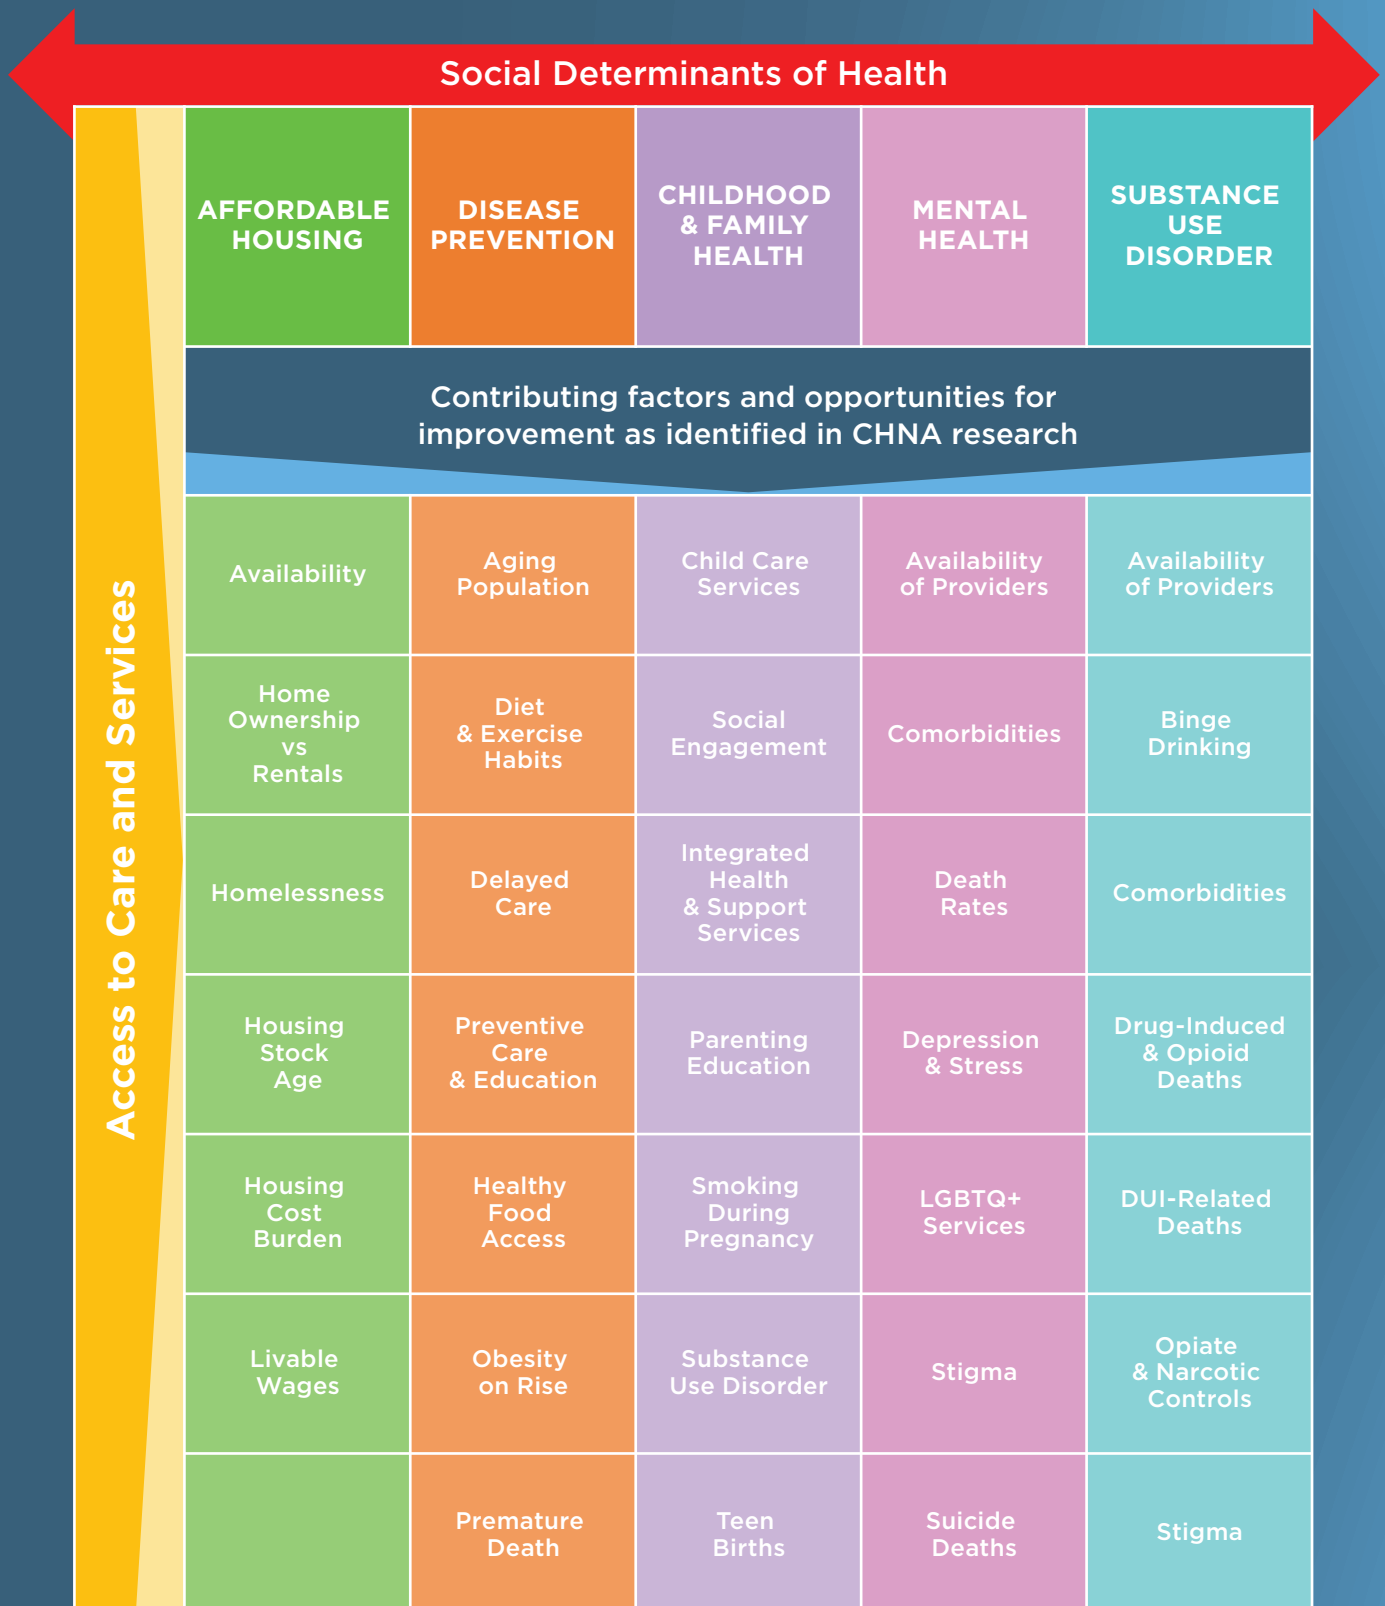 Social Determinants of Health
AFFORDABLE
HOUSING
DISEASE
PREVENTION
CHILDHOOD
& FAMILY
HEALTH
MENTAL
HEALTH
SUBSTANCE
USE
DISORDER
Contributing factors and opportunities for
improvement as identified in CHNA research
Access to Care and Services
Availability
Aging
Population
Child Care
Services
Availability
of Providers
Availability
of Providers
Home
Ownership
vs
Rentals
Diet
& Exercise
Habits
Social
Engagement
Comorbidities
Binge
Drinking
Homelessness
Delayed
Care
Integrated
Health
& Support
Services
Death
Rates
Comorbidities
Housing
Stock
Age
Preventive
Care
& Education
Parenting
Education
Depression
& Stress
Drug-Induced
& Opioid
Deaths
Housing
Cost
Burden
Healthy
Food
Access
Smoking
During
Pregnancy
LGBTQ+
Services
DUI-Related
Deaths
Livable
Wages
Obesity
on Rise
Substance
Use Disorder
Stigma
Opiate
& Narcotic
Controls
Premature
Death
Teen
Births
Suicide
Deaths
Stigma